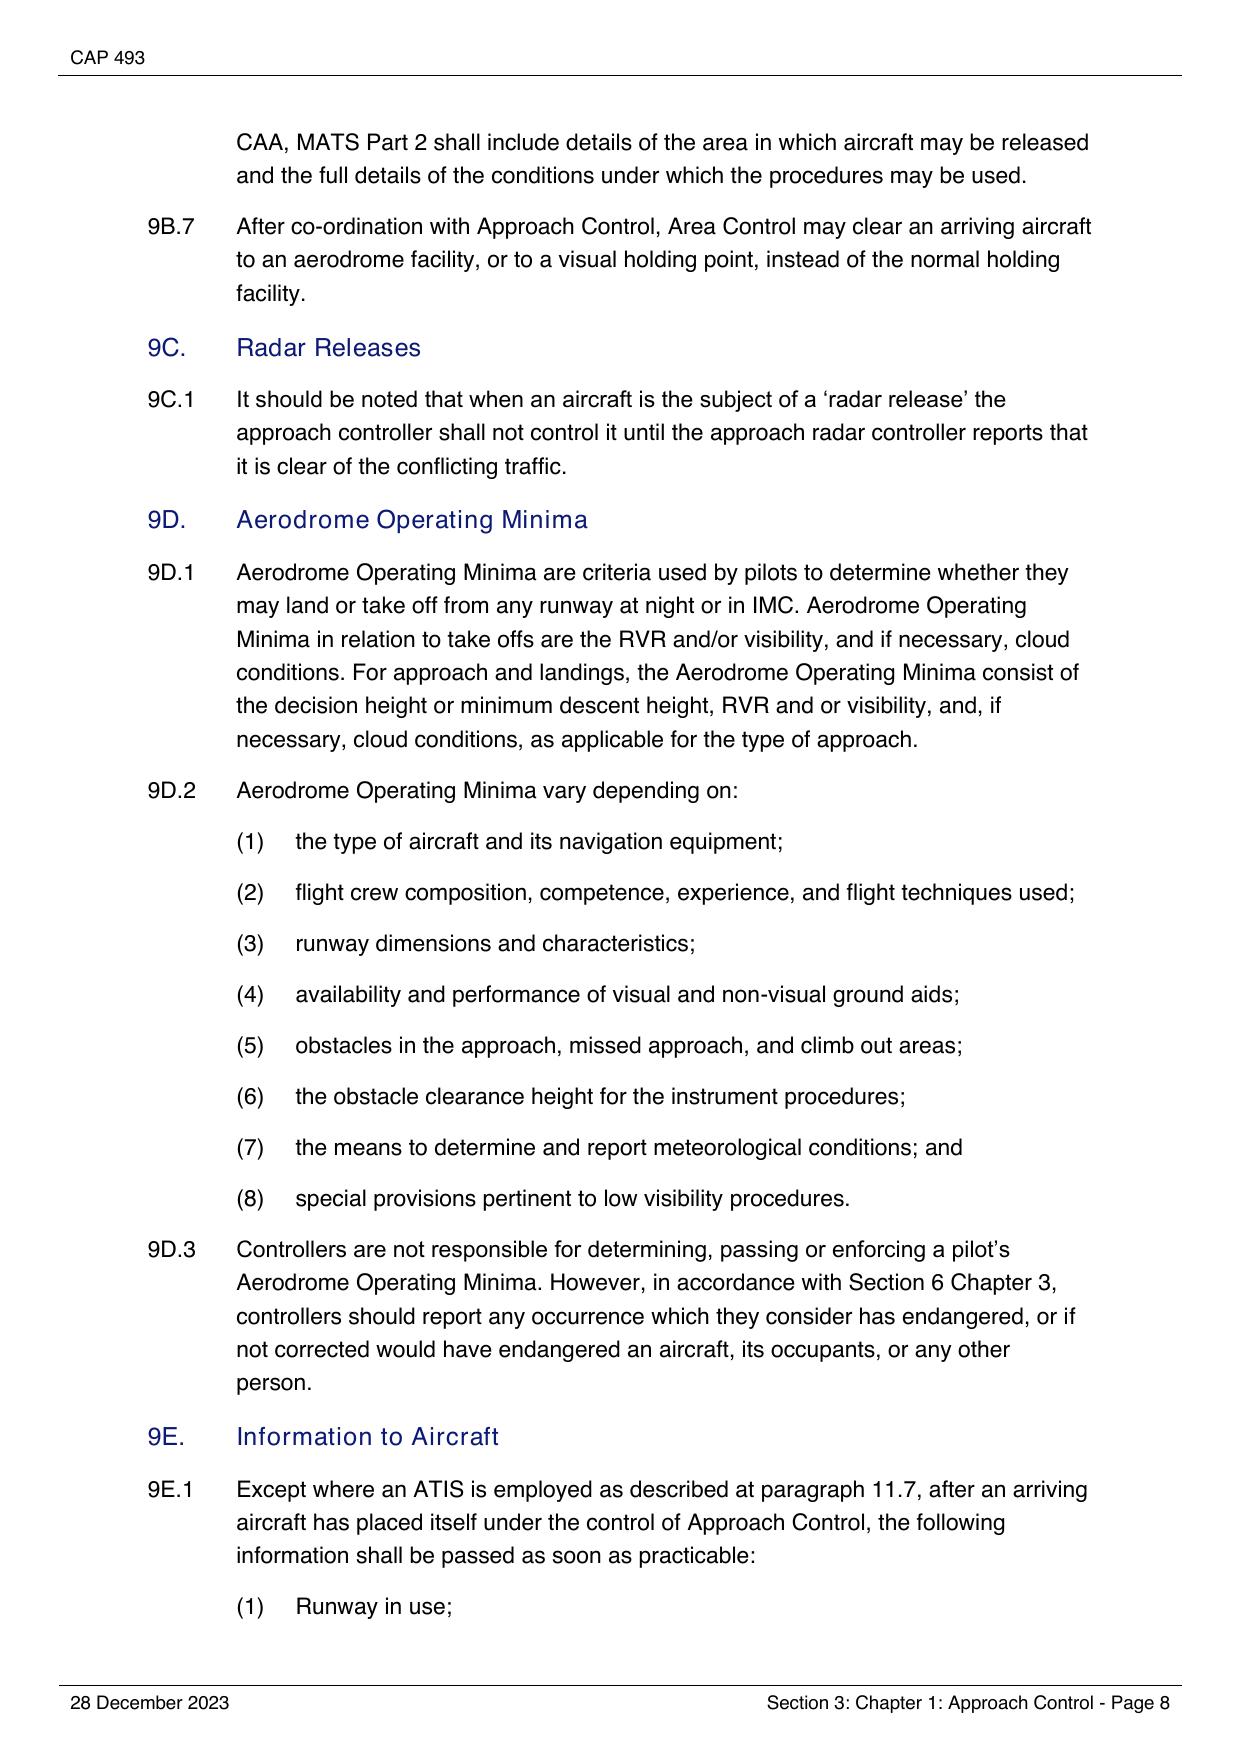 CAP 493
CAA, MATS Part 2 shall include details of the area in which aircraft may be released
and the full details of the conditions under which the procedures may be used.
9B.7 After co-ordination with Approach Control, Area Control may clear an arriving aircraft
to an aerodrome facility, or to a visual holding point, instead of the normal holding
facility.
9C. Radar Releases
9C.1 It should be noted that when an aircraft is the subject of a ‘radar release’ the
approach controller shall not control it until the approach radar controller reports that
it is clear of the conflicting traffic.
9D. Aerodrome Operating Minima
9D.1 Aerodrome Operating Minima are criteria used by pilots to determine whether they
may land or take off from any runway at night or in IMC. Aerodrome Operating
Minima in relation to take offs are the RVR and/or visibility, and if necessary, cloud
conditions. For approach and landings, the Aerodrome Operating Minima consist of
the decision height or minimum descent height, RVR and or visibility, and, if
necessary, cloud conditions, as applicable for the type of approach.
9D.2 Aerodrome Operating Minima vary depending on:
(1) the type of aircraft and its navigation equipment;
(2) flight crew composition, competence, experience, and flight techniques used;
(3) runway dimensions and characteristics;
(4) availability and performance of visual and non-visual ground aids;
(5) obstacles in the approach, missed approach, and climb out areas;
(6) the obstacle clearance height for the instrument procedures;
(7) the means to determine and report meteorological conditions; and
(8) special provisions pertinent to low visibility procedures.
9D.3 Controllers are not responsible for determining, passing or enforcing a pilot’s
Aerodrome Operating Minima. However, in accordance with Section 6 Chapter 3,
controllers should report any occurrence which they consider has endangered, or if
not corrected would have endangered an aircraft, its occupants, or any other
person.
9E. Information to Aircraft
9E.1 Except where an ATIS is employed as described at paragraph 11.7, after an arriving
aircraft has placed itself under the control of Approach Control, the following
information shall be passed as soon as practicable:
(1) Runway in use;
28 December 2023 Section 3: Chapter 1: Approach Control - Page 8